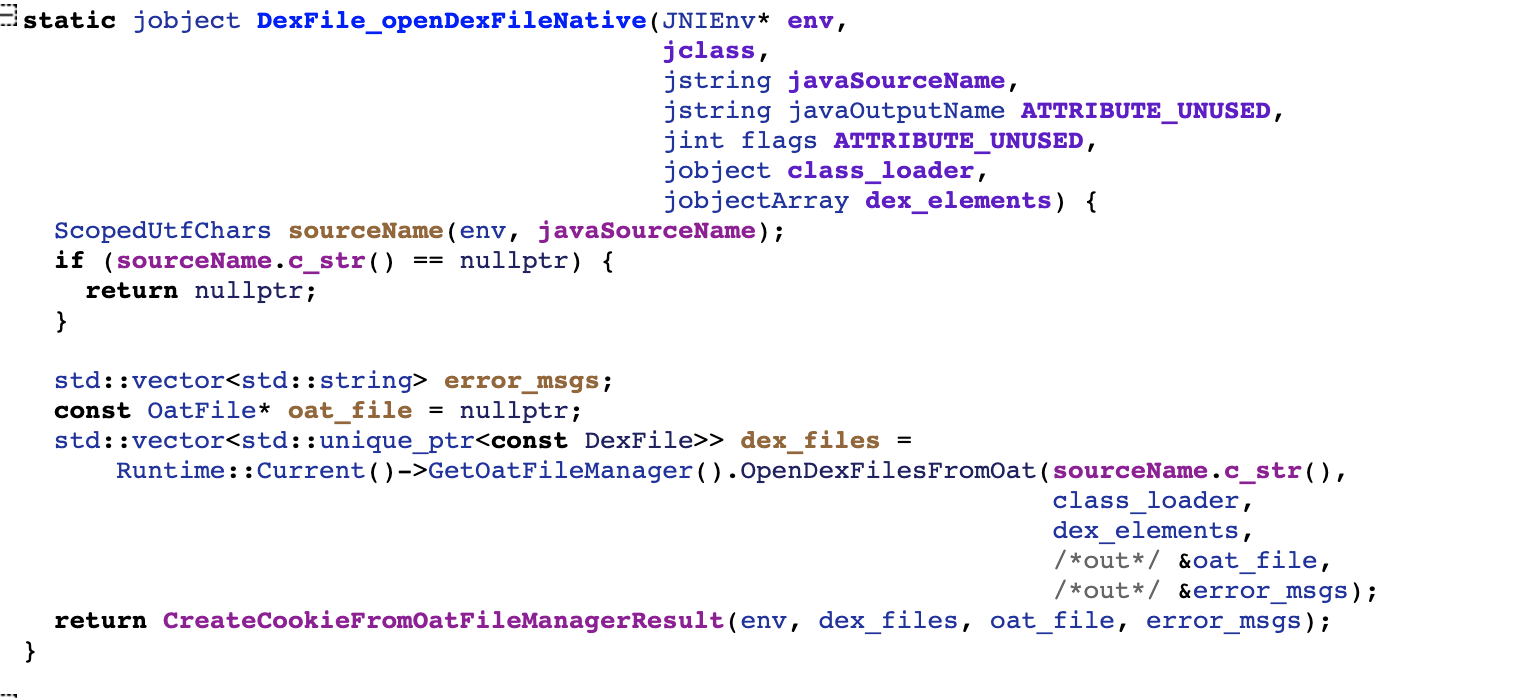 static jobject DexFile_openDexFileNative(JNIEnv* env,
                                         jclass,
                                         jstring javaSourceName,
                                         jstring javaOutputName ATTRIBUTE_UNUSED,
                                         jint flags ATTRIBUTE_UNUSED,
                                         jobject class_loader,
                                         jobjectArray dex_elements) {
  ScopedUtfChars sourceName(env, javaSourceName);
  if (sourceName.c_str() == nullptr) {
    return nullptr;
  }

  std::vector<std::string> error_msgs;
  const OatFile* oat_file = nullptr;
  std::vector<std::unique_ptr<const DexFile>> dex_files =
      Runtime::Current()->GetOatFileManager().OpenDexFilesFromOat(sourceName.c_str(),
                                                                  class_loader,
                                                                  dex_elements,
                                                                  /*out*/ &oat_file,
                                                                  /*out*/ &error_msgs);
  return CreateCookieFromOatFileManagerResult(env, dex_files, oat_file, error_msgs);
}